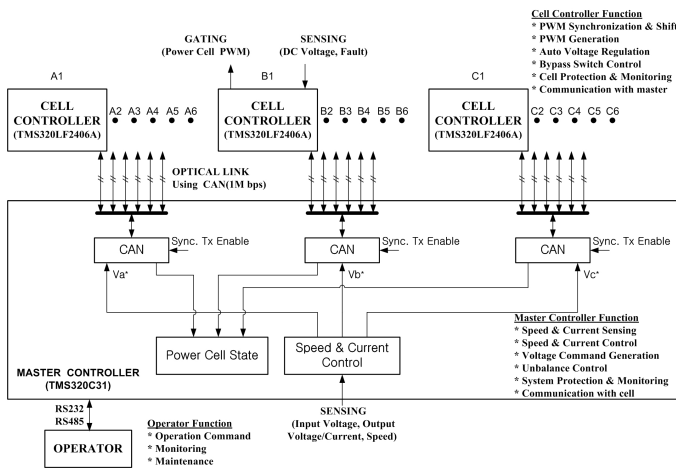 GATING
(Power Cell PWM)
SENSING
(DC Voltage, Fault)
Cell Controller Function
* PWM Synchronization & Shift
* PWM Generation
* Auto Voltage Regulation
* Bypass Switch Control
* Cell Protection & Monitoring
* Communication with master
A1
CELL
CONTROLLER
(TMS320LF2406A)
A2 A3 A4 A5 A6
B1
CELL
CONTROLLER
(TMS320LF2406A)
B2 B3 B4 B5 B6
C1
CELL
CONTROLLER
(TMS320LF2406A)
C2 C3 C4 C5 C6
OPTICAL LINK
Using CAN(1M bps)
CAN
Sync. Tx Enable
CAN
Sync. Tx Enable
CAN
Sync. Tx Enable
Va*
Vb*
Vc*
Power Cell State
Speed & Current
Control
Master Controller Function
* Speed & Current Sensing
* Speed & Current Control
* Voltage Command Generation
* Unbalance Control
* System Protection & Monitoring
* Communication with cell
MASTER CONTROLLER
(TMS320C31)
RS232
RS485
OPERATOR
Operator Function
* Operation Command
* Monitoring
* Maintenance
SENSING
(Input Voltage, Output
Voltage/Current, Speed)